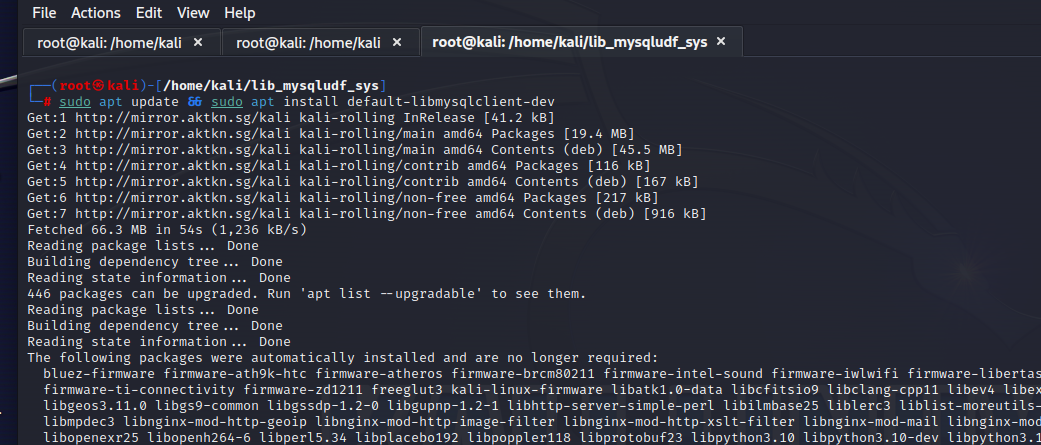 File Actions Edit View Help
root@kali: /home/kali × root@kali: /home/kali × root@kali: /home/kali/lib_mysqludf_sys ×
┌──(root㉿kali)-[/home/kali/lib_mysqludf_sys]
└─# sudo apt update && sudo apt install default-libmysqlclient-dev
Get:1 http://mirror.aktkn.sg/kali kali-rolling InRelease [41.2 kB]
Get:2 http://mirror.aktkn.sg/kali kali-rolling/main amd64 Packages [19.4 MB]
Get:3 http://mirror.aktkn.sg/kali kali-rolling/main amd64 Contents (deb) [45.5 MB]
Get:4 http://mirror.aktkn.sg/kali kali-rolling/contrib amd64 Packages [116 kB]
Get:5 http://mirror.aktkn.sg/kali kali-rolling/contrib amd64 Contents (deb) [167 kB]
Get:6 http://mirror.aktkn.sg/kali kali-rolling/non-free amd64 Packages [217 kB]
Get:7 http://mirror.aktkn.sg/kali kali-rolling/non-free amd64 Contents (deb) [916 kB]
Fetched 66.3 MB in 54s (1,236 kB/s)
Reading package lists... Done
Building dependency tree... Done
Reading state information... Done
446 packages can be upgraded. Run 'apt list --upgradable' to see them.
Reading package lists... Done
Building dependency tree... Done
Reading state information... Done
The following packages were automatically installed and are no longer required:
bluez-firmware firmware-ath9k-htc firmware-atheros firmware-brcm80211 firmware-intel-sound firmware-iwlwifi firmware-libertas
firmware-ti-connectivity firmware-zd1211 freeglut3 kali-linux-firmware libatk1.0-data libcfitsio9 libclang-cpp11 libev4 libex
libgeos3.11.0 libgs9-common libgssdp-1.2-0 libgupnp-1.2-1 libhttp-server-simple-perl libilmbase25 liblerc3 liblist-moreutils-
libmpdec3 libnginx-mod-http-geoip libnginx-mod-http-image-filter libnginx-mod-http-xslt-filter libnginx-mod-mail libnginx-mod-
libopenexr25 libopenh264-6 libperl5.34 libplacebo192 libpoppler118 libprotobuf23 libpython3.10 libpython3.10-dev libpython3.1